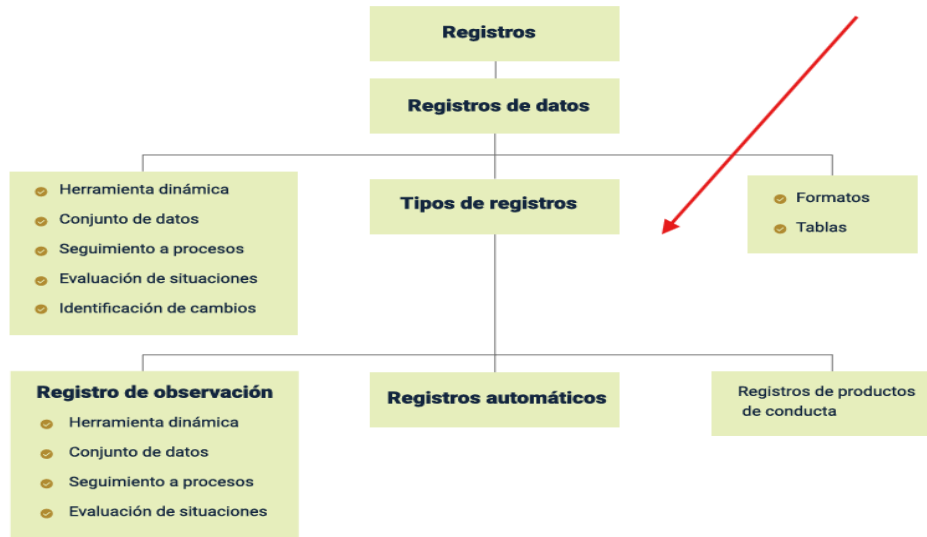 Registros
Registros de datos
Herramienta dinámica
Conjunto de datos
Seguimiento a procesos
Evaluación de situaciones
Identificación de cambios
Tipos de registros
Formatos
Tablas
Registro de observación
Herramienta dinámica
Conjunto de datos
Seguimiento a procesos
Evaluación de situaciones
Registros automáticos
Registros de productos
de conducta